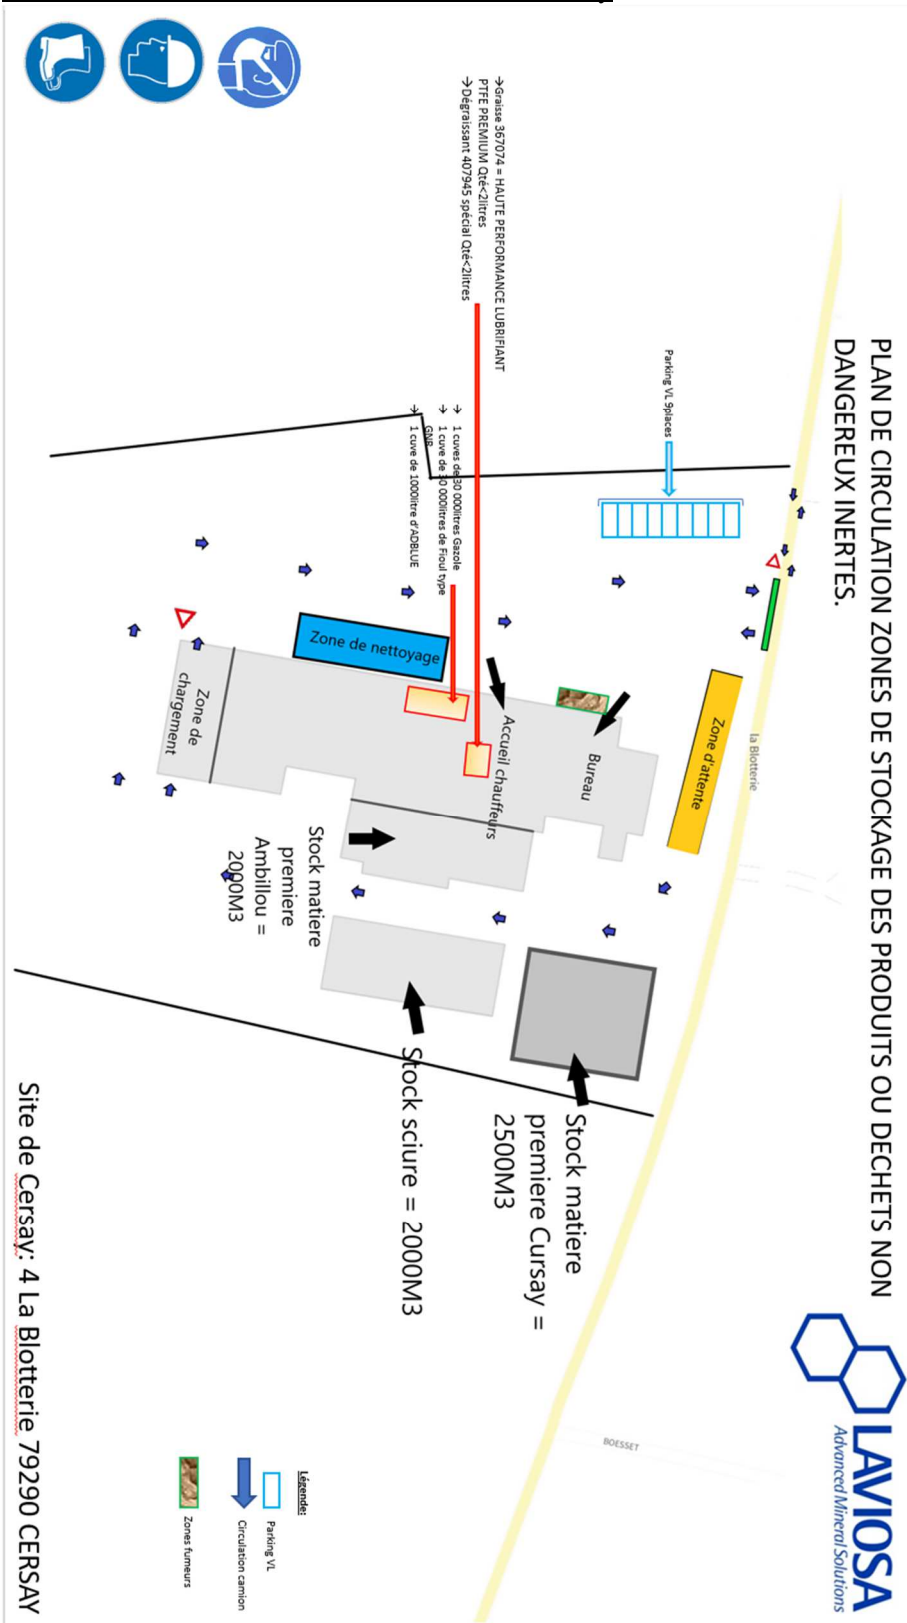 PLAN DE CIRCULATION ZONES DE STOCKAGE DES PRODUITS OU DECHETS NON
DANGEREUX INERTES.
LAVIOSA
Advanced Mineral Solutions
Parking VL 9places
la Blotterie
BOESSET
→Graisse 367074 = HAUTE PERFORMANCE LUBRIFIANT
PTFE PREMIUM Qté<2litres
→Dégraissant 407945 spécial Qté<2litres
→ 1 cuves de 30 000litres Gazole
→ 1 cuve de 30 000litres de Fioul type
GNR
→ 1 cuve de 1000litre d'ADBLUE
Zone d'attente
Bureau
Accueil chauffeurs
Zone de nettoyage
Zone de
chargement
Stock matiere
premiere
Ambillou =
2000M3
Stock matiere
premiere Cursay =
2500M3
Stock sciure = 2000M3
Légende:
Parking VL
Circulation camion
Zones fumeurs
Site de Cersay: 4 La Blotterie 79290 CERSAY